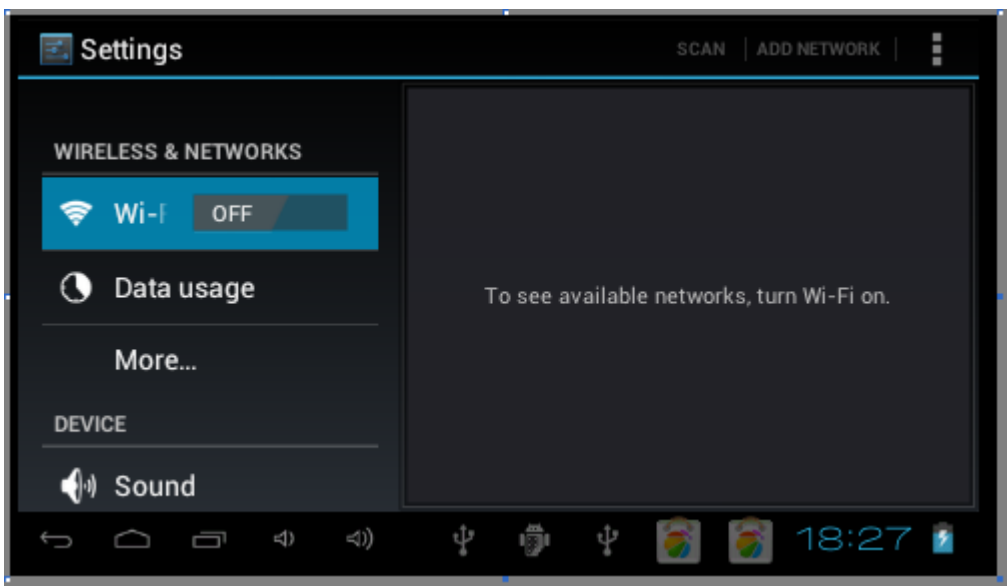 Settings
SCAN
ADD NETWORK
WIRELESS & NETWORKS
Wi-F
OFF
Data usage
More...
To see available networks, turn Wi-Fi on.
DEVICE
Sound
18:27